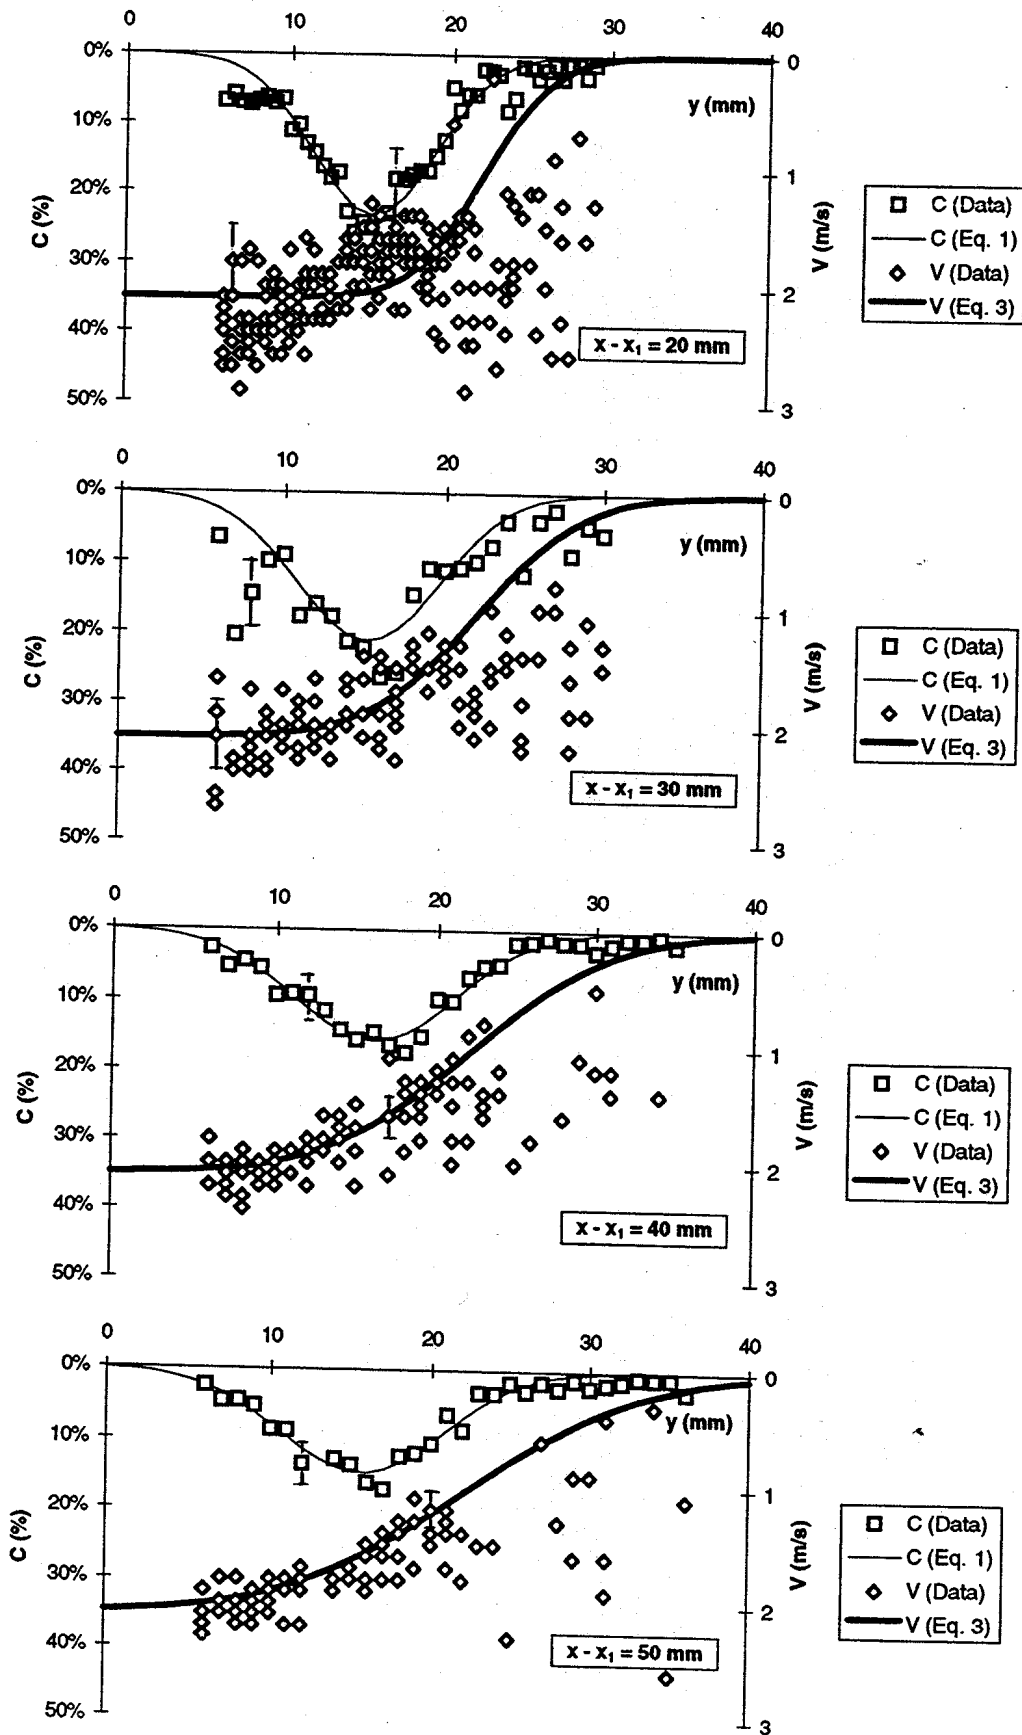 0 10 20 30 40
0% 10% 20% 30% 40% 50%
C (%)
0 1 2 3
V (m/s)
y (mm)
x - x₁ = 20 mm
C (Data)
C (Eq. 1)
V (Data)
V (Eq. 3)
0 10 20 30 40
0% 10% 20% 30% 40% 50%
C (%)
0 1 2 3
V (m/s)
y (mm)
x - x₁ = 30 mm
C (Data)
C (Eq. 1)
V (Data)
V (Eq. 3)
0 10 20 30 40
0% 10% 20% 30% 40% 50%
C (%)
0 1 2 3
V (m/s)
y (mm)
x - x₁ = 40 mm
C (Data)
C (Eq. 1)
V (Data)
V (Eq. 3)
0 10 20 30 40
0% 10% 20% 30% 40% 50%
C (%)
0 1 2 3
V (m/s)
y (mm)
x - x₁ = 50 mm
C (Data)
C (Eq. 1)
V (Data)
V (Eq. 3)